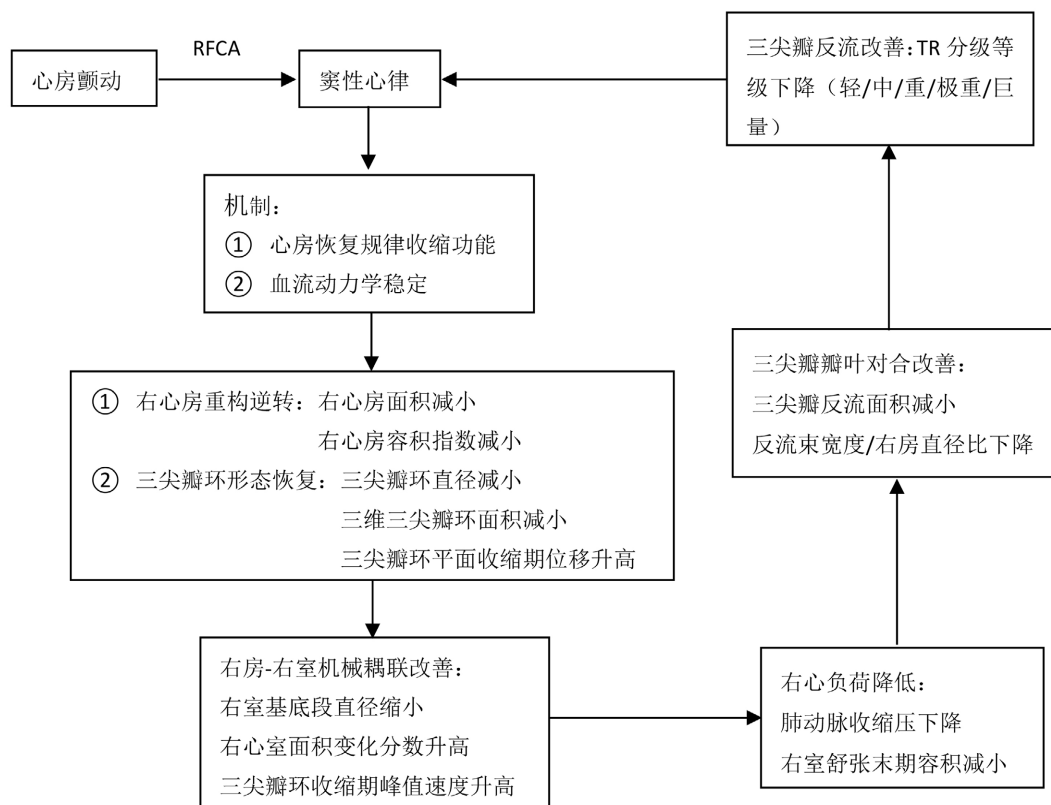 RFCA
心房颤动
窦性心律
机制：
① 心房恢复规律收缩功能
② 血流动力学稳定
① 右心房重构逆转：右心房面积减小
右心房容积指数减小
② 三尖瓣环形态恢复：三尖瓣环直径减小
三维三尖瓣环面积减小
三尖瓣环平面收缩期位移升高
右房-右室机械耦联改善：
右室基底段直径缩小
右心室面积变化分数升高
三尖瓣环收缩期峰值速度升高
右心负荷降低：
肺动脉收缩压下降
右室舒张末期容积减小
三尖瓣瓣叶对合改善：
三尖瓣反流面积减小
反流束宽度/右房直径比下降
三尖瓣反流改善：TR 分级等
级下降（轻/中/重/极重/巨
量）